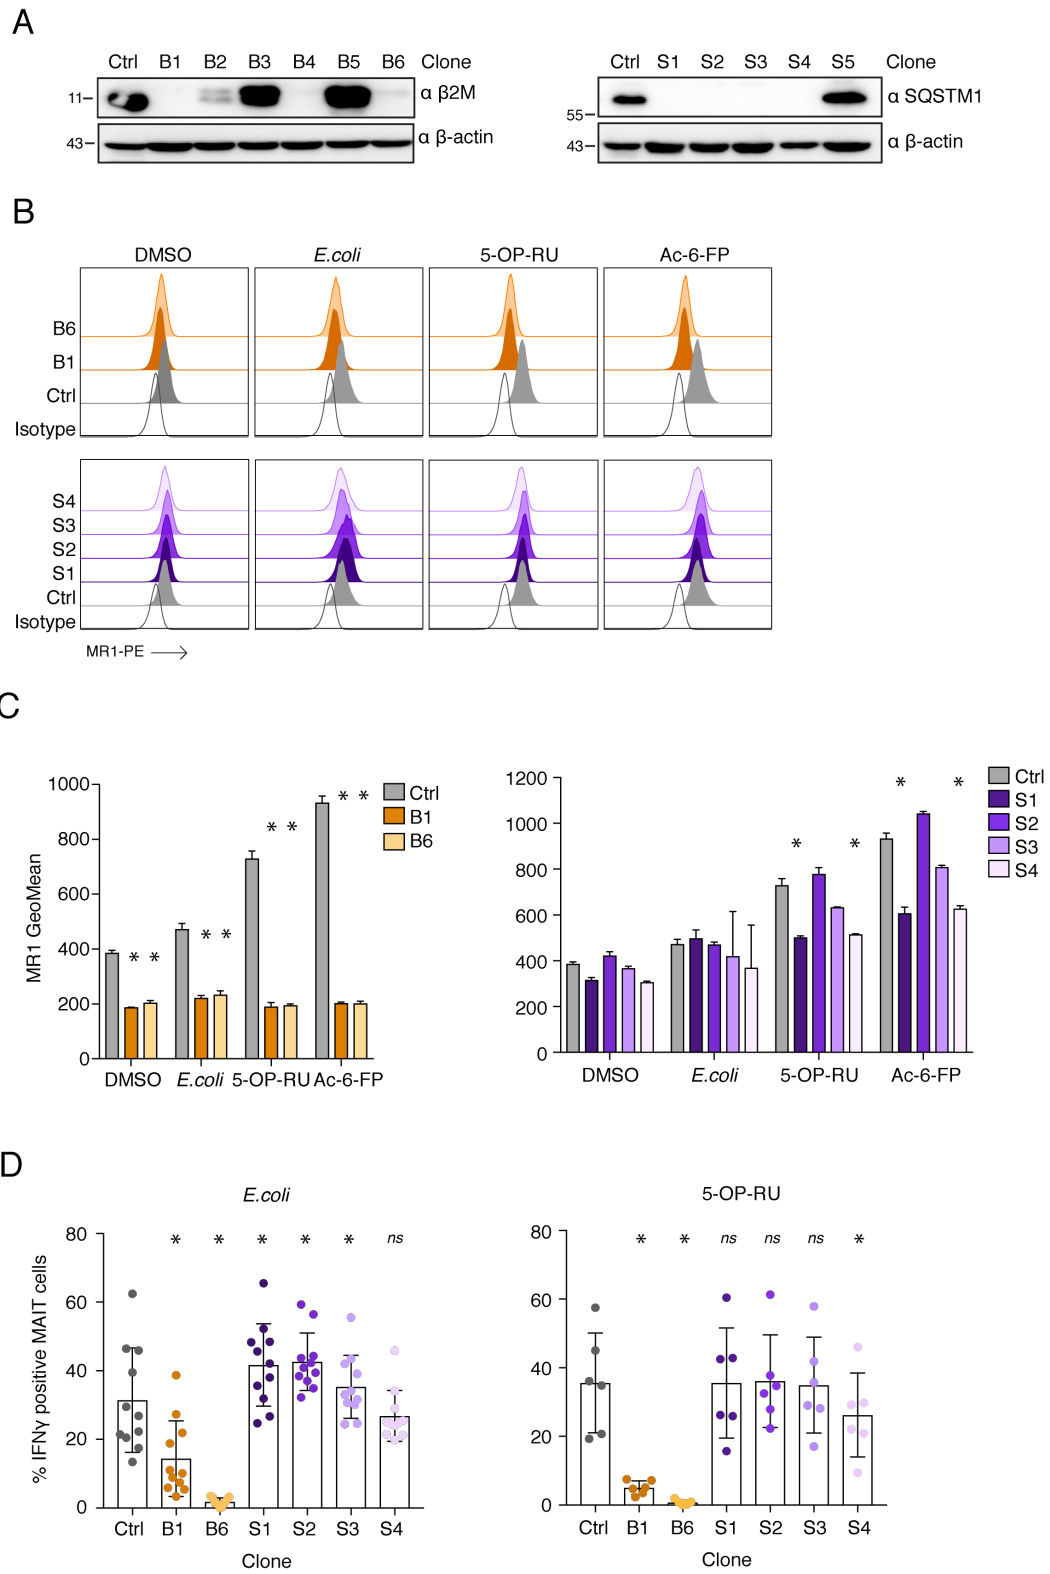 A
Ctrl B1 B2 B3 B4 B5 B6 Clone
11 α β2M
43 α β-actin
Ctrl S1 S2 S3 S4 S5 Clone
α SQSTM1
55
43 α β-actin
B
DMSO E.coli 5-OP-RU Ac-6-FP
B6
B1
Ctrl
Isotype
S4
S3
S2
S1
Ctrl
Isotype
MR1-PE
C
MR1 GeoMean
1000
800
600
400
200
0
* * * * * * * *
DMSO E.coli 5-OP-RU Ac-6-FP
Ctrl
B1
B6
1200
1000
800
600
400
200
0
* * * *
DMSO E.coli 5-OP-RU Ac-6-FP
Ctrl
S1
S2
S3
S4
D
E.coli
% IFNγ positive MAIT cells
80
60
40
20
0
* * * * * ns
Ctrl B1 B6 S1 S2 S3 S4
Clone
5-OP-RU
80
60
40
20
0
* * ns ns ns *
Ctrl B1 B6 S1 S2 S3 S4
Clone